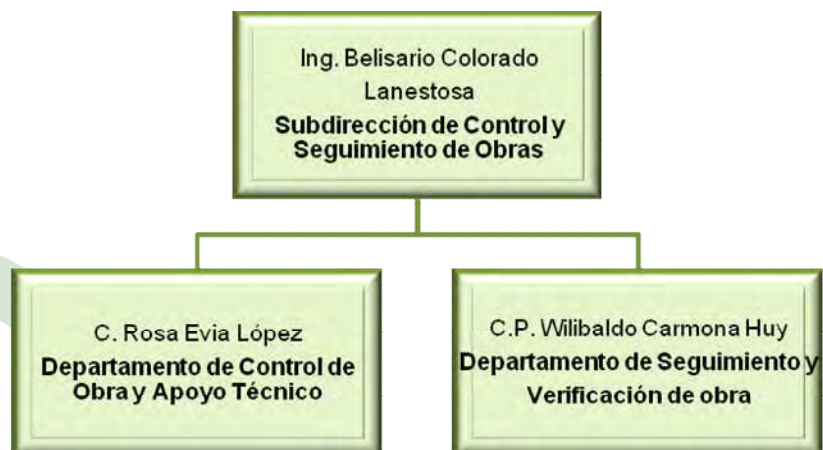 Ing. Belisario Colorado
Lanestosa
Subdirección de Control y
Seguimiento de Obras
C. Rosa Evia López
Departamento de Control de
Obra y Apoyo Técnico
C.P. Wilibaldo Carmona Huy
Departamento de Seguimiento y
Verificación de obra